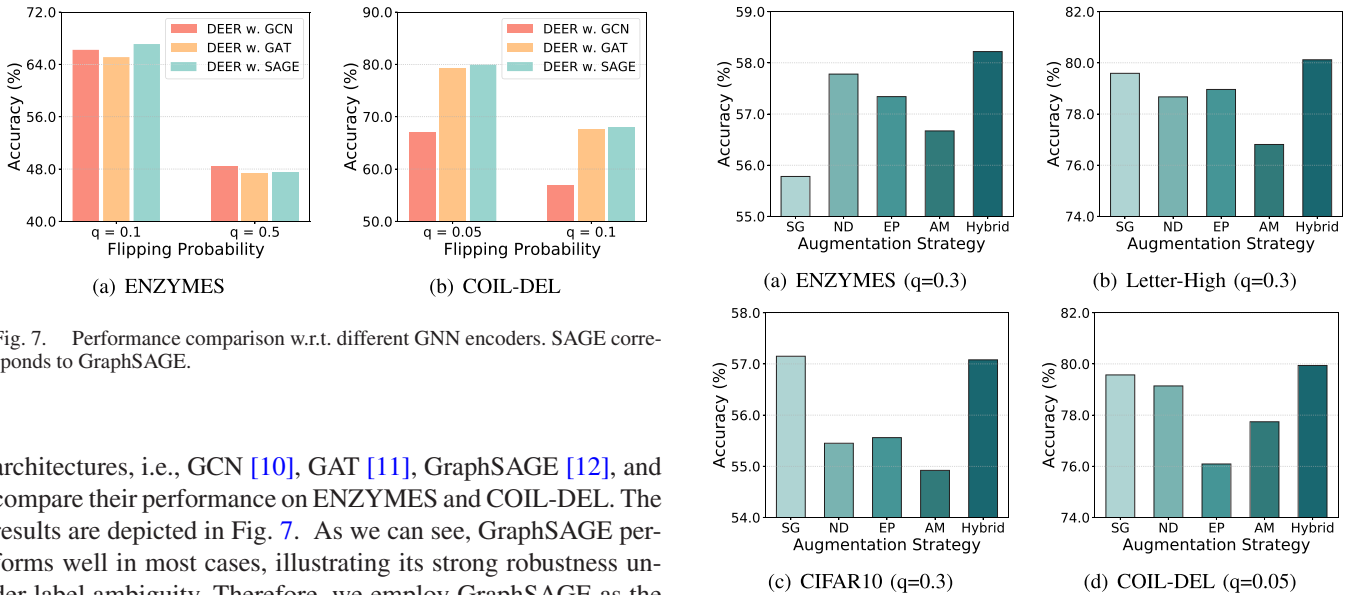 72.0
64.0
56.0
48.0
40.0
Accuracy (%)
DEER w. GCN
DEER w. GAT
DEER w. SAGE
q = 0.1
q = 0.5
Flipping Probability
(a) ENZYMES
90.0
80.0
70.0
60.0
50.0
Accuracy (%)
DEER w. GCN
DEER w. GAT
DEER w. SAGE
q = 0.05
q = 0.1
Flipping Probability
(b) COIL-DEL
Fig. 7. Performance comparison w.r.t. different GNN encoders. SAGE corre-
sponds to GraphSAGE.
architectures, i.e., GCN [10], GAT [11], GraphSAGE [12], and
compare their performance on ENZYMES and COIL-DEL. The
results are depicted in Fig. 7. As we can see, GraphSAGE per-
forms well in most cases, illustrating its strong robustness un-
der label ambiguity. Therefore, we employ GraphSAGE as the
59.0
58.0
57.0
56.0
55.0
Accuracy (%)
SG ND EP AM Hybrid
Augmentation Strategy
(a) ENZYMES (q=0.3)
82.0
80.0
78.0
76.0
74.0
Accuracy (%)
SG ND EP AM Hybrid
Augmentation Strategy
(b) Letter-High (q=0.3)
58.0
57.0
56.0
55.0
54.0
Accuracy (%)
SG ND EP AM Hybrid
Augmentation Strategy
(c) CIFAR10 (q=0.3)
82.0
80.0
78.0
76.0
74.0
Accuracy (%)
SG ND EP AM Hybrid
Augmentation Strategy
(d) COIL-DEL (q=0.05)